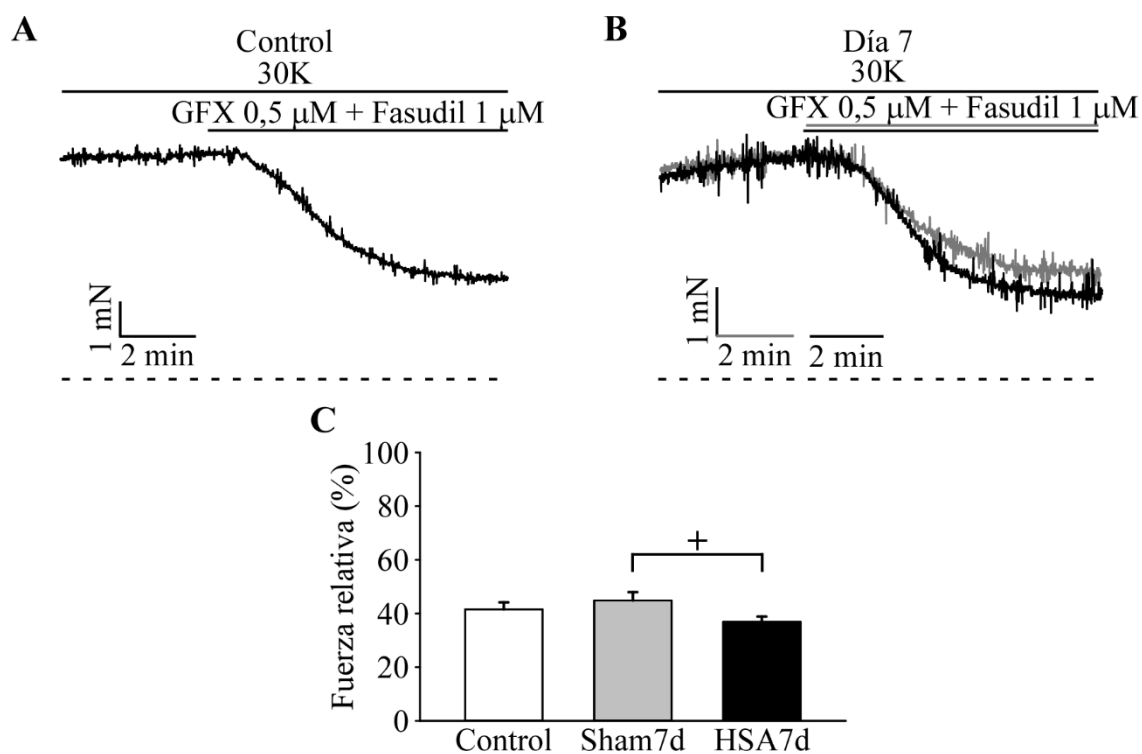 A
Control
30K
GFX 0,5 μM + Fasudil 1 μM
1 mN
2 min
B
Día 7
30K
GFX 0,5 μM + Fasudil 1 μM
1 mN
2 min
2 min
C
Fuerza relativa (%)
100
80
60
40
20
0
+
Control
Sham7d
HSA7d